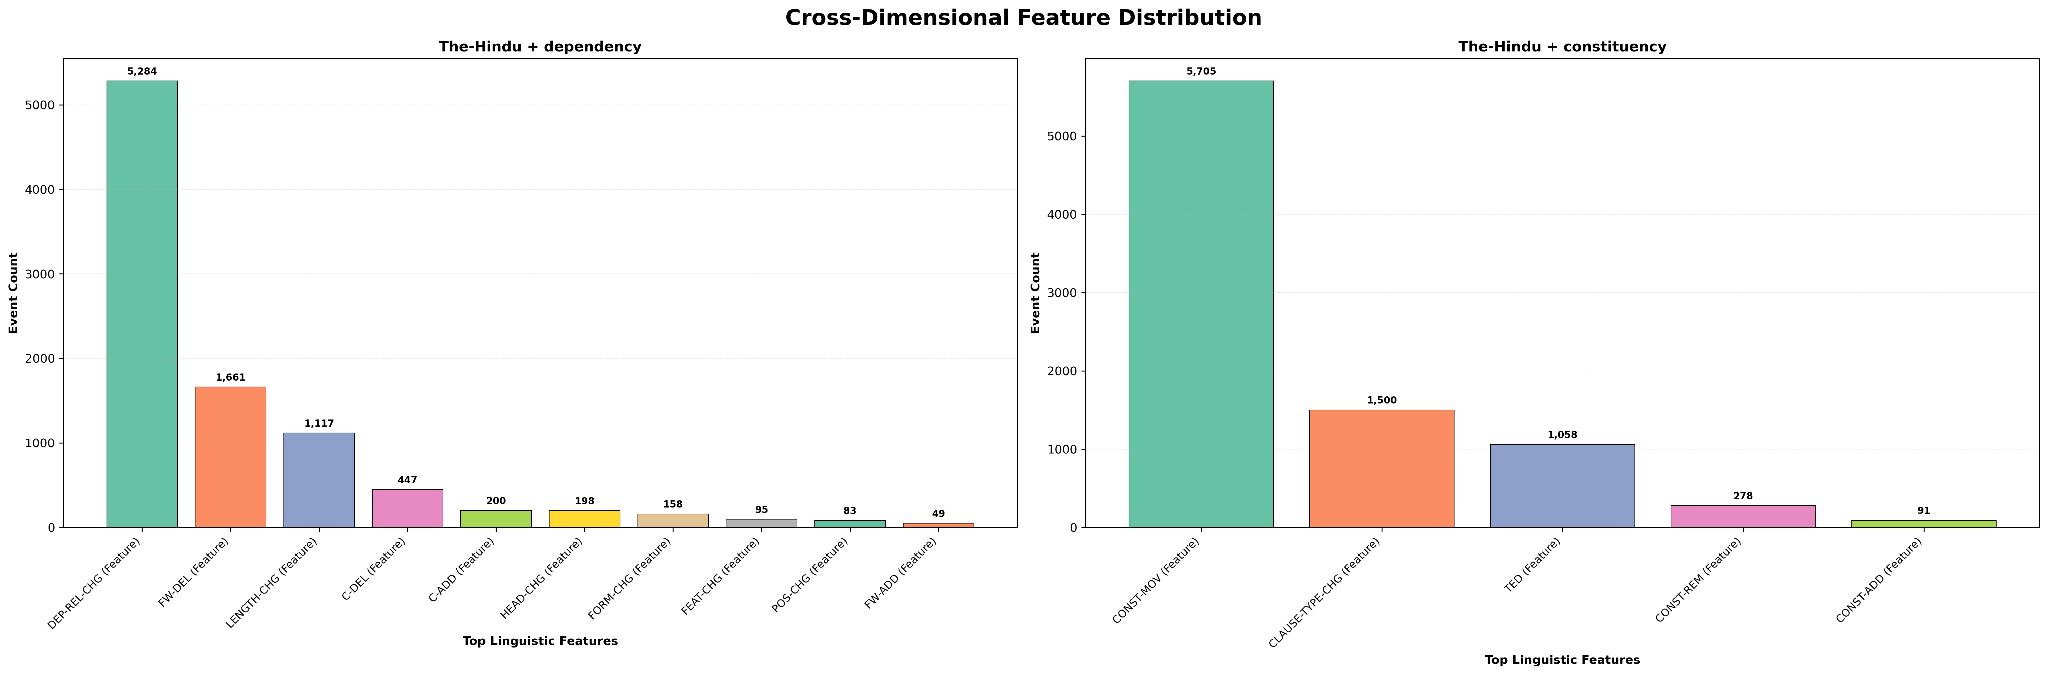 Cross-Dimensional Feature Distribution
The-Hindu + dependency
Event Count
5000
4000
3000
2000
1000
0
5,284
1,661
1,117
447
200
198
158
95
83
49
DEP-REL-CHG (Feature)
FW-DEL (Feature)
LENGTH-CHG (Feature)
C-DEL (Feature)
C-ADD (Feature)
HEAD-CHG (Feature)
FORM-CHG (Feature)
FEAT-CHG (Feature)
POS-CHG (Feature)
FW-ADD (Feature)
Top Linguistic Features
The-Hindu + constituency
Event Count
5000
4000
3000
2000
1000
0
5,705
1,500
1,058
278
91
CONST-MOV (Feature)
CLAUSE-TYPE-CHG (Feature)
TED (Feature)
CONST-REM (Feature)
CONST-ADD (Feature)
Top Linguistic Features